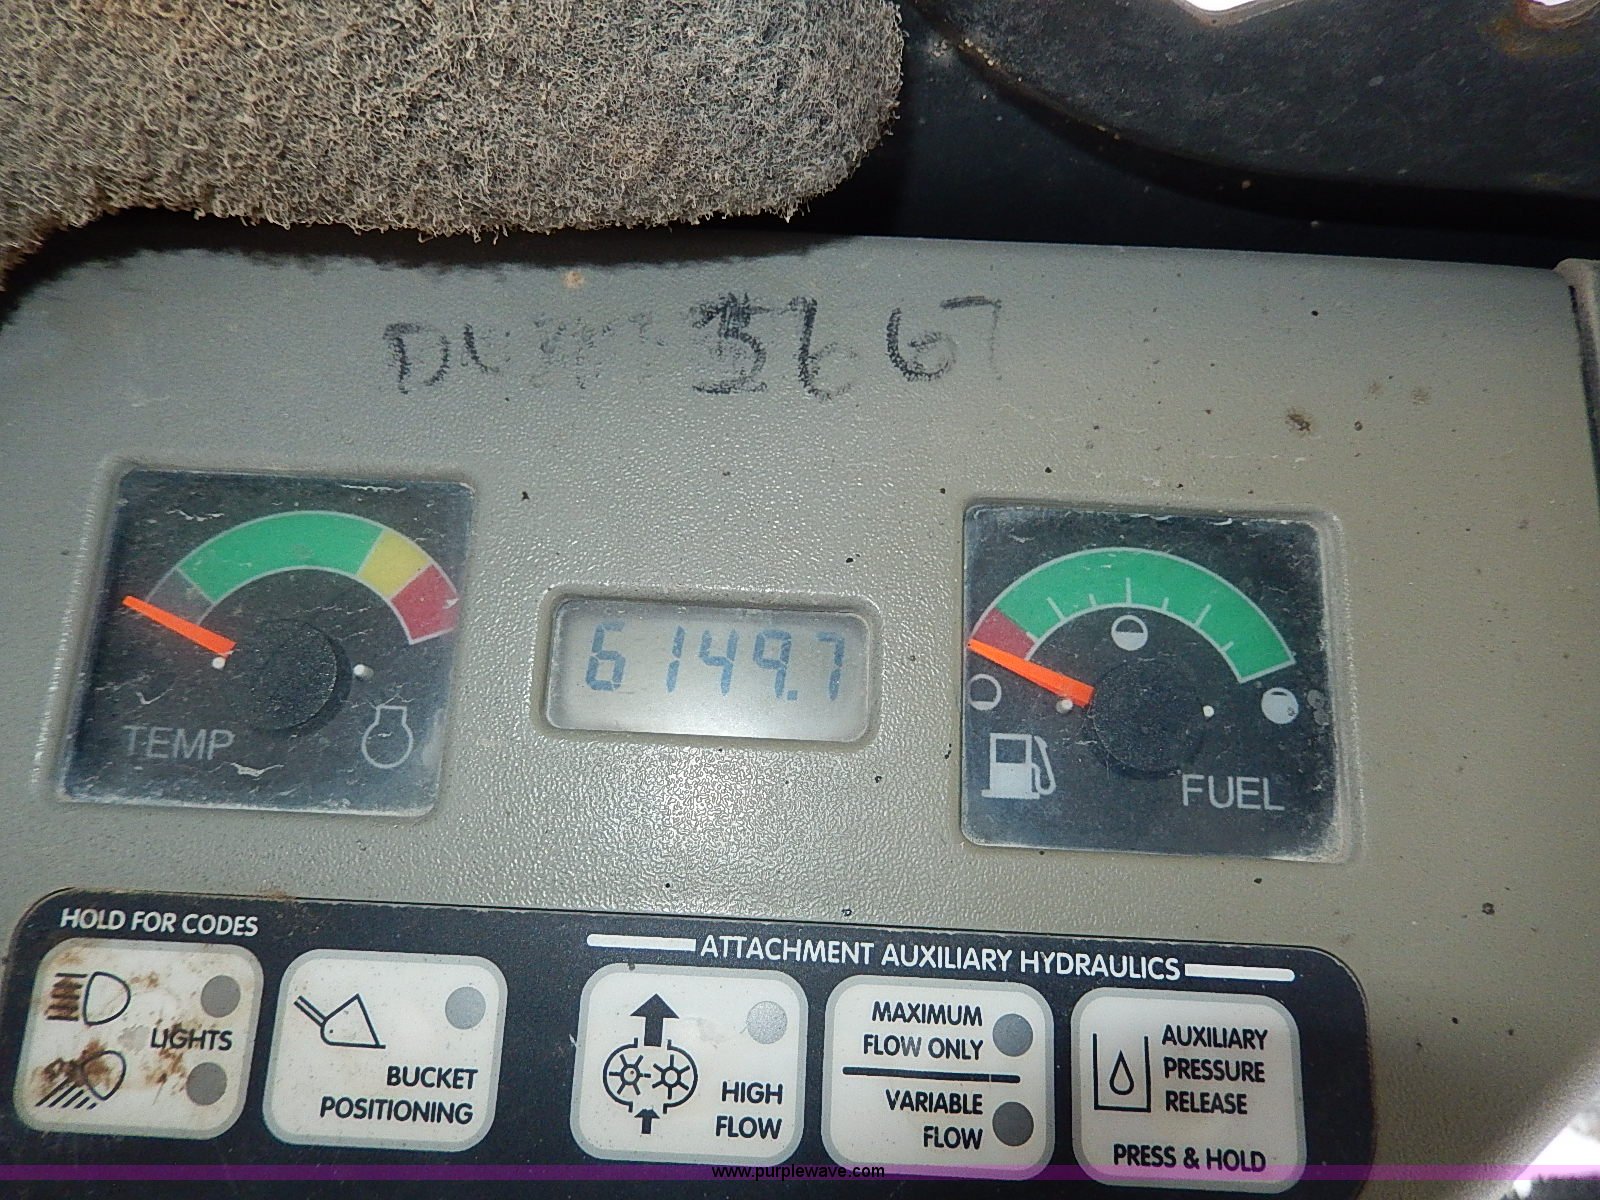 6149.7
TEMP
FUEL
HOLD FOR CODES
ATTACHMENT AUXILIARY HYDRAULICS
LIGHTS
BUCKET
POSITIONING
HIGH
FLOW
MAXIMUM
FLOW ONLY
VARIABLE
FLOW
AUXILIARY
PRESSURE
RELEASE
PRESS & HOLD
www.purplewave.com